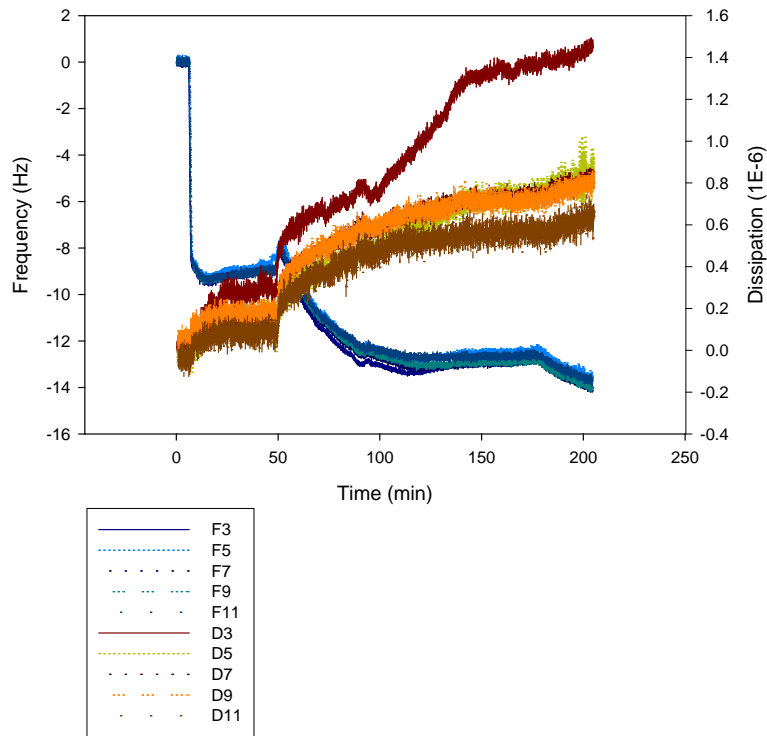 2
0
-2
-4
-6
-8
-10
-12
-14
-16
Frequency (Hz)
1.6
1.4
1.2
1.0
0.8
0.6
0.4
0.2
0.0
-0.2
-0.4
Dissipation (1E-6)
0 50 100 150 200 250
Time (min)
F3
F5
F7
F9
F11
D3
D5
D7
D9
D11